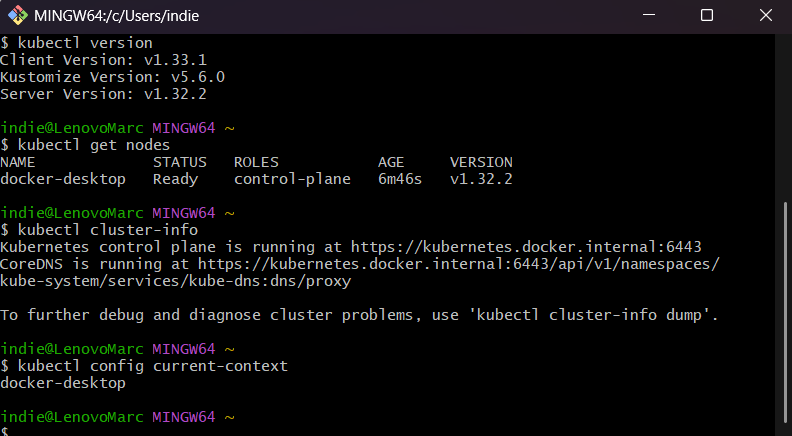 MINGW64:/c/Users/indie
$ kubectl version
Client Version: v1.33.1
Kustomize Version: v5.6.0
Server Version: v1.32.2
indie@LenovoMarc MINGW64 ~
$ kubectl get nodes
NAME             STATUS   ROLES           AGE     VERSION
docker-desktop   Ready    control-plane   6m46s   v1.32.2
indie@LenovoMarc MINGW64 ~
$ kubectl cluster-info
Kubernetes control plane is running at https://kubernetes.docker.internal:6443
CoreDNS is running at https://kubernetes.docker.internal:6443/api/v1/namespaces/
kube-system/services/kube-dns:dns/proxy
To further debug and diagnose cluster problems, use 'kubectl cluster-info dump'.
indie@LenovoMarc MINGW64 ~
$ kubectl config current-context
docker-desktop
indie@LenovoMarc MINGW64 ~
$